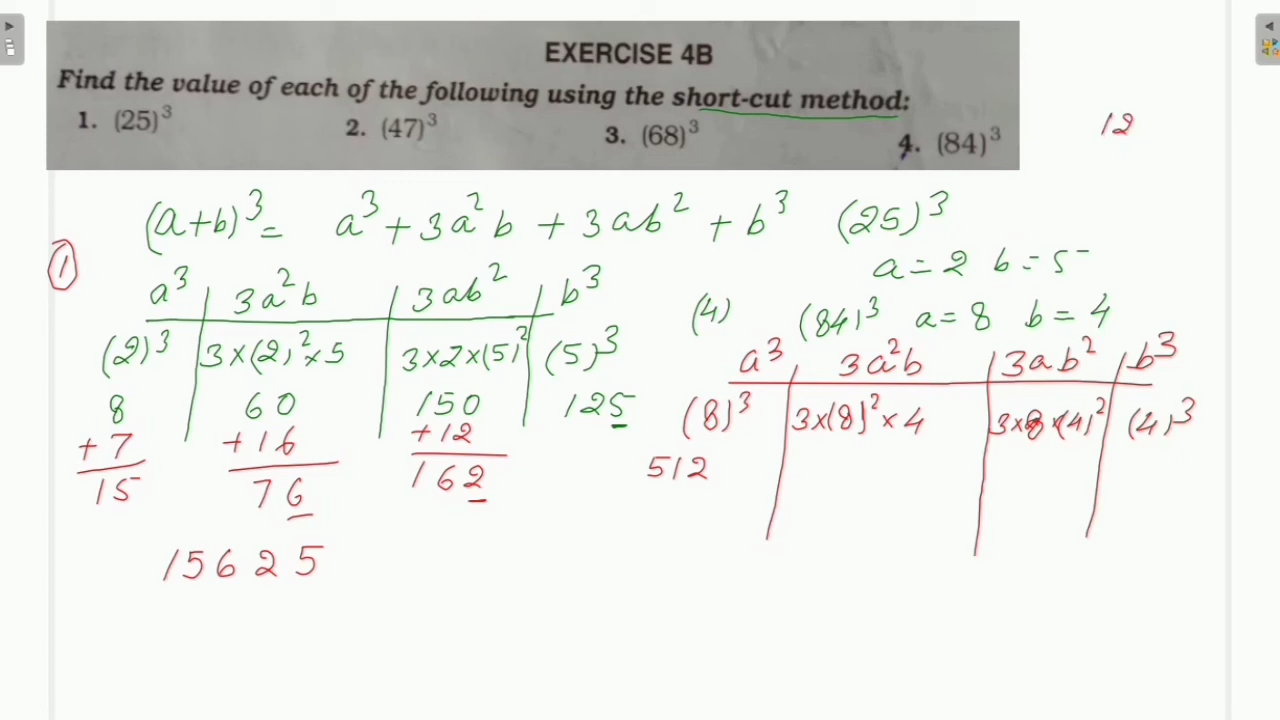 EXERCISE 4B
Find the value of each of the following using the short-cut method:
1. (25)³ 2. (47)³ 3. (68)³ 4. (84)³
12
(a+b)³ = a³ + 3a²b + 3ab² + b³ (25)³
a = 2 b = 5
①
a³ | 3a²b | 3ab² | b³
(2)³ | 3×(2)²×5 | 3×2×(5)² | (5)³
8 | 60 | 150 | 125
+7 +16 +12
15 76 162
15625
(4) (84)³ a = 8 b = 4
a³ | 3a²b | 3ab² | b³
(8)³ | 3×(8)²×4 | 3×8×(4)² | (4)³
512